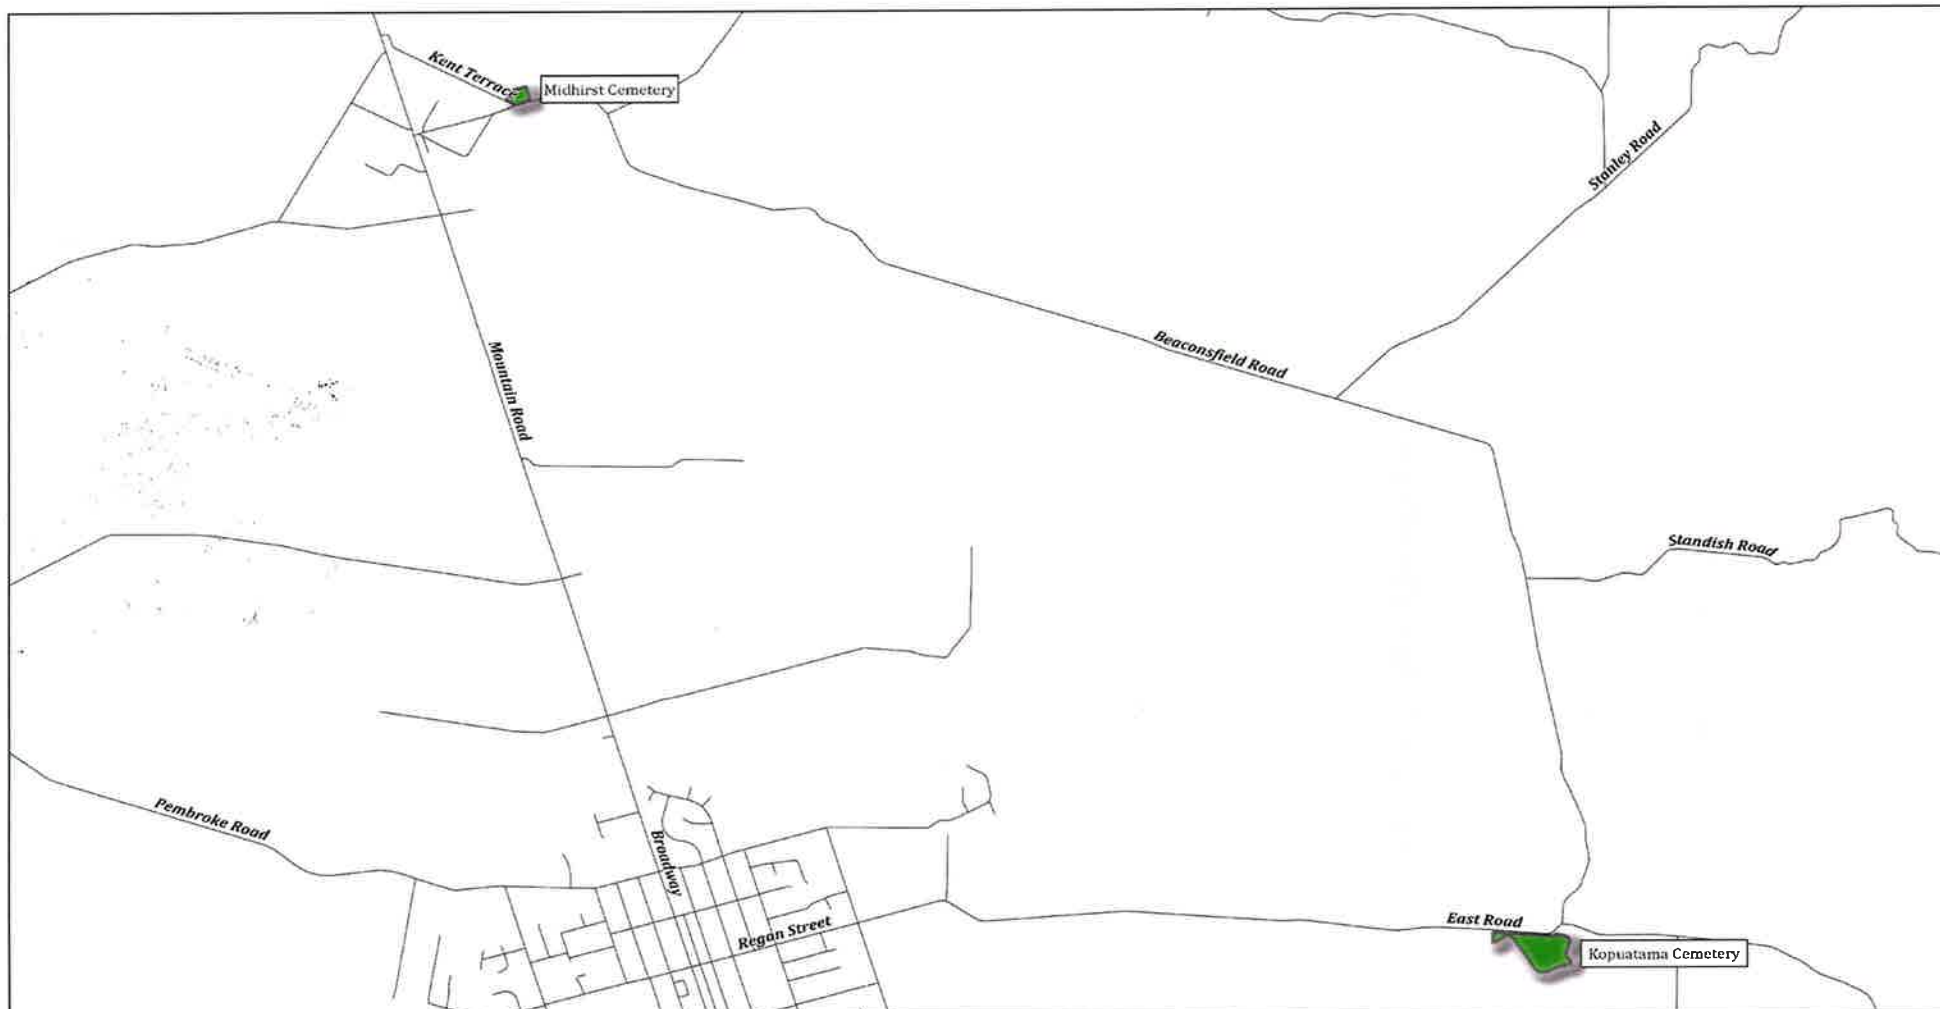 Kent Terrace
Midhirst Cemetery
Stanley Road
Mountain Road
Beaconsfield Road
Standish Road
Pembroke Road
Broadway
Regan Street
East Road
Kopuatama Cemetery